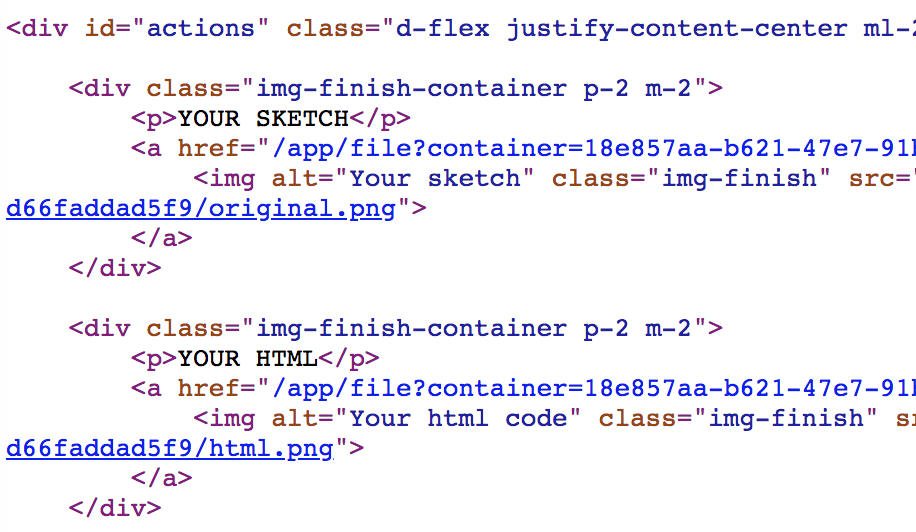 <div id="actions" class="d-flex justify-content-center ml-2
<div class="img-finish-container p-2 m-2">
<p>YOUR SKETCH</p>
<a href="/app/file?container=18e857aa-b621-47e7-91
<img alt="Your sketch" class="img-finish" src="
d66faddad5f9/original.png">
</a>
</div>
<div class="img-finish-container p-2 m-2">
<p>YOUR HTML</p>
<a href="/app/file?container=18e857aa-b621-47e7-91
<img alt="Your html code" class="img-finish" sr
d66faddad5f9/html.png">
</a>
</div>